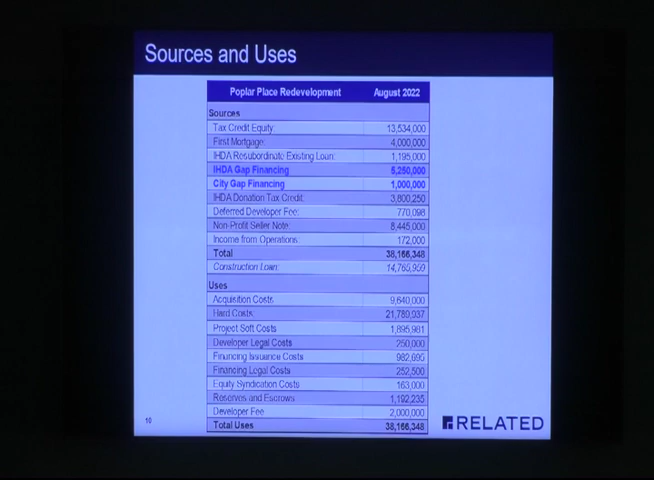 Sources and Uses
Poplar Place Redevelopment August 2022
Sources
Tax Credit Equity: 13,534,000
First Mortgage: 4,000,000
IHDA Resubordinate Existing Loan: 1,195,000
IHDA Gap Financing 5,250,000
City Gap Financing 1,000,000
IHDA Donation Tax Credit: 3,800,250
Deferred Developer Fee: 770,098
Non-Profit Seller Note: 8,445,000
Income from Operations: 172,000
Total 38,166,348
Construction Loan:
Uses
Acquisition Costs 9,640,000
Hard Costs: 21,789,937
Project Soft Costs 1,895,981
Developer Legal Costs 250,000
Financing Issuance Costs 982,695
Financing Legal Costs 252,500
Equity Syndication Costs 163,000
Reserves and Escrows 1,192,235
Developer Fee 2,000,000
Total Uses 38,166,348
10
RELATED